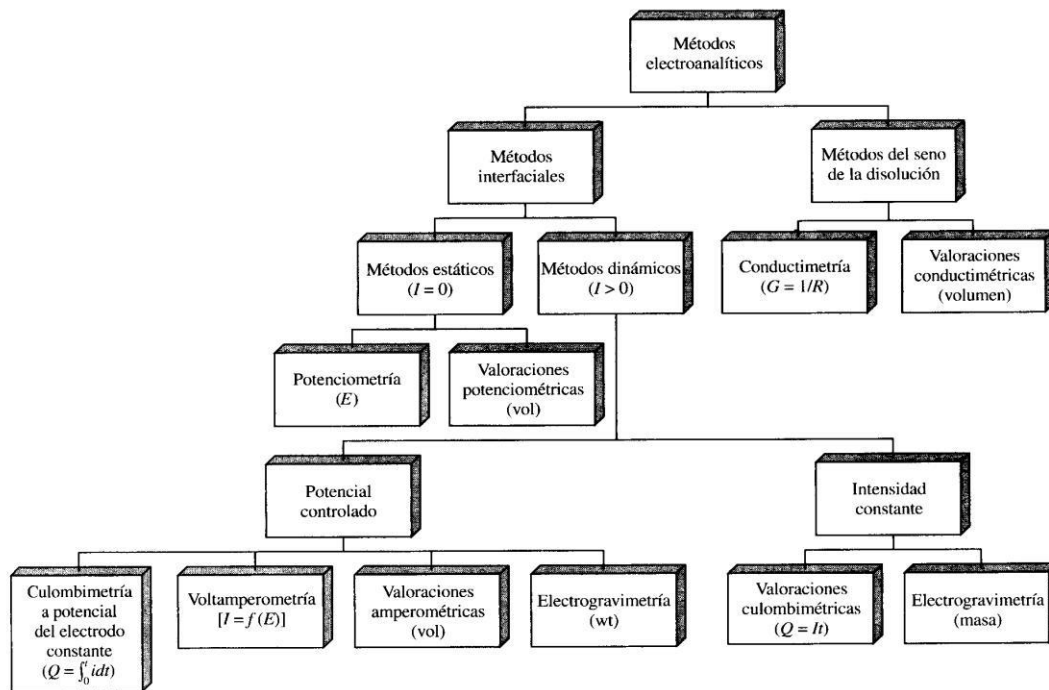 Métodos
electroanalíticos
Métodos
interfaciales
Métodos del seno
de la disolución
Métodos estáticos
(I = 0)
Métodos dinámicos
(I > 0)
Conductimetría
(G = 1/R)
Valoraciones
conductimétricas
(volumen)
Potenciometría
(E)
Valoraciones
potenciométricas
(vol)
Potencial
controlado
Intensidad
constante
Culombimetría
a potencial
del electrodo
constante
(Q = ∫₀ᵗ idt)
Voltamperometría
[I = f (E)]
Valoraciones
amperométricas
(vol)
Electrogravimetría
(wt)
Valoraciones
culombimétricas
(Q = It)
Electrogravimetría
(masa)